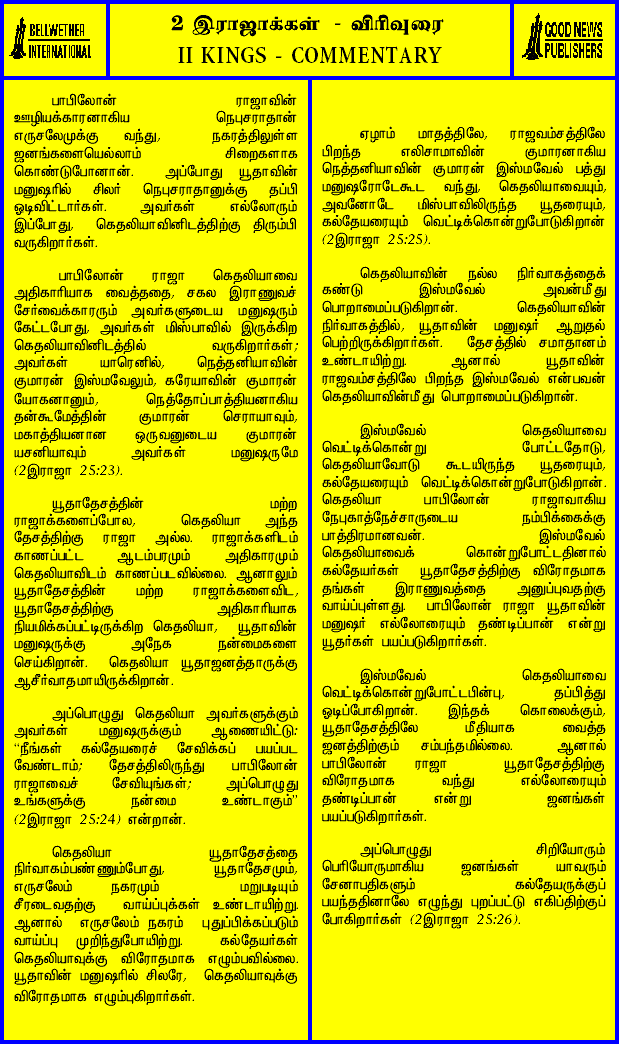 BELLWETHER
INTERNATIONAL
2 இராஜாக்கள் - விரிவுரை
II KINGS - COMMENTARY
GOOD NEWS
PUBLISHERS
பாபிலோன் ராஜாவின்
ஊழியக்காரனாகிய நெபுசராதான்
எருசலேமுக்கு வந்து, நகரத்திலுள்ள
ஜனங்களையெல்லாம் சிறைகளாக
கொண்டுபோனான். அப்போது யூதாவின்
மனுஷரில் சிலர் நெபுசராதானுக்கு தப்பி
ஓடிவிட்டார்கள். அவர்கள் எல்லோரும்
இப்போது, கெதலியாவினிடத்திற்கு திரும்பி
வருகிறார்கள்.
பாபிலோன் ராஜா கெதலியாவை
அதிகாரியாக வைத்ததை, சகல இராணுவச்
சேர்வைக்காரரும் அவர்களுடைய மனுஷரும்
கேட்டபோது, அவர்கள் மிஸ்பாவில் இருக்கிற
கெதலியாவினிடத்தில் வருகிறார்கள்;
அவர்கள் யாரெனில், நெத்தனியாவின்
குமாரன் இஸ்மவேலும், கரேயாவின் குமாரன்
யோகனானும், நெத்தோப்பாத்தியனாகிய
தன்கூமேத்தின் குமாரன் செராயாவும்,
மகாத்தியனான ஒருவனுடைய குமாரன்
யசனியாவும் அவர்கள் மனுஷருமே
(2இராஜா 25:23).
யூதாதேசத்தின் மற்ற
ராஜாக்களைப்போல, கெதலியா அந்த
தேசத்திற்கு ராஜா அல்ல. ராஜாக்களிடம்
காணப்பட்ட ஆடம்பரமும் அதிகாரமும்
கெதலியாவிடம் காணப்படவில்லை. ஆனாலும்
யூதாதேசத்தின் மற்ற ராஜாக்களைவிட,
யூதாதேசத்திற்கு அதிகாரியாக
நியமிக்கப்பட்டிருக்கிற கெதலியா, யூதாவின்
மனுஷருக்கு அநேக நன்மைகளை
செய்கிறான். கெதலியா யூதாஜனத்தாருக்கு
ஆசீர்வாதமாயிருக்கிறான்.
அப்பொழுது கெதலியா அவர்களுக்கும்
அவர்கள் மனுஷருக்கும் ஆணையிட்டு:
“நீங்கள் கல்தேயரைச் சேவிக்கப் பயப்பட
வேண்டாம்; தேசத்திலிருந்து பாபிலோன்
ராஜாவைச் சேவியுங்கள்; அப்பொழுது
உங்களுக்கு நன்மை உண்டாகும்”
(2இராஜா 25:24) என்றான்.
கெதலியா யூதாதேசத்தை
நிர்வாகம்பண்ணும்போது, யூதாதேசமும்,
எருசலேம் நகரமும் மறுபடியும்
சீரடைவதற்கு வாய்ப்புக்கள் உண்டாயிற்று.
ஆனால் எருசலேம் நகரம் புதுப்பிக்கப்படும்
வாய்ப்பு முறிந்துபோயிற்று. கல்தேயர்கள்
கெதலியாவுக்கு விரோதமாக எழும்பவில்லை.
யூதாவின் மனுஷரில் சிலரே, கெதலியாவுக்கு
விரோதமாக எழும்புகிறார்கள்.
ஏழாம் மாதத்திலே, ராஜவம்சத்திலே
பிறந்த எலிசாமாவின் குமாரனாகிய
நெத்தனியாவின் குமாரன் இஸ்மவேல் பத்து
மனுஷரோடேகூட வந்து, கெதலியாவையும்,
அவனோடே மிஸ்பாவிலிருந்த யூதரையும்,
கல்தேயரையும் வெட்டிக்கொன்றுபோடுகிறான்
(2இராஜா 25:25).
கெதலியாவின் நல்ல நிர்வாகத்தைக்
கண்டு இஸ்மவேல் அவன்மீது
பொறாமைப்படுகிறான். கெதலியாவின்
நிர்வாகத்தில், யூதாவின் மனுஷர் ஆறுதல்
பெற்றிருக்கிறார்கள். தேசத்தில் சமாதானம்
உண்டாயிற்று. ஆனால் யூதாவின்
ராஜவம்சத்திலே பிறந்த இஸ்மவேல் என்பவன்
கெதலியாவின்மீது பொறாமைப்படுகிறான்.
இஸ்மவேல் கெதலியாவை
வெட்டிக்கொன்று போட்டதோடு,
கெதலியாவோடு கூடயிருந்த யூதரையும்,
கல்தேயரையும் வெட்டிக்கொன்றுபோடுகிறான்.
கெதலியா பாபிலோன் ராஜாவாகிய
நேபுகாத்நேச்சாருடைய நம்பிக்கைக்கு
பாத்திரமானவன். இஸ்மவேல்
கெதலியாவைக் கொன்றுபோட்டதினால்
கல்தேயர்கள் யூதாதேசத்திற்கு விரோதமாக
தங்கள் இராணுவத்தை அனுப்புவதற்கு
வாய்ப்புள்ளது. பாபிலோன் ராஜா யூதாவின்
மனுஷர் எல்லோரையும் தண்டிப்பான் என்று
யூதர்கள் பயப்படுகிறார்கள்.
இஸ்மவேல் கெதலியாவை
வெட்டிக்கொன்றுபோட்டபின்பு, தப்பித்து
ஓடிப்போகிறான். இந்தக் கொலைக்கும்,
யூதாதேசத்திலே மீதியாக வைத்த
ஜனத்திற்கும் சம்பந்தமில்லை. ஆனால்
பாபிலோன் ராஜா யூதாதேசத்திற்கு
விரோதமாக வந்து எல்லோரையும்
தண்டிப்பான் என்று ஜனங்கள்
பயப்படுகிறார்கள்.
அப்பொழுது சிறியோரும்
பெரியோருமாகிய ஜனங்கள் யாவரும்
சேனாபதிகளும் கல்தேயருக்குப்
பயந்ததினாலே எழுந்து புறப்பட்டு எகிப்திற்குப்
போகிறார்கள் (2இராஜா 25:26).